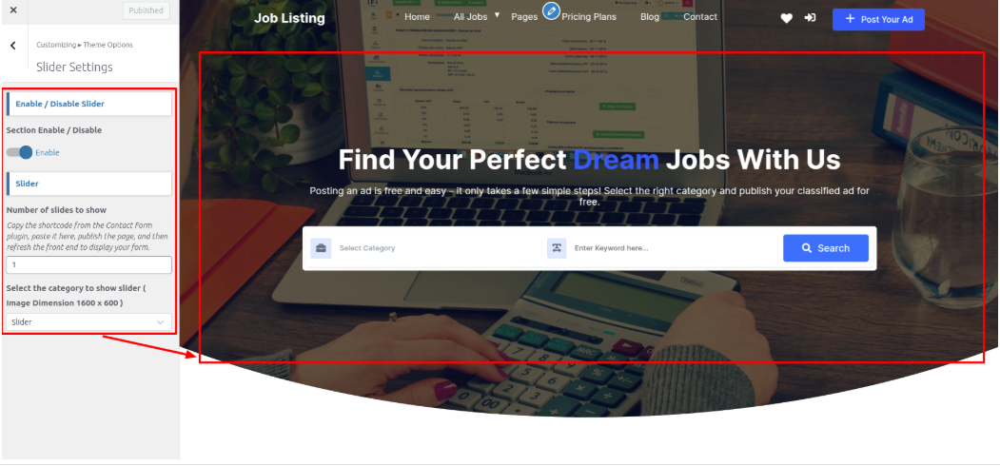 Published
Customizing ▸ Theme Options
Slider Settings
Enable / Disable Slider
Section Enable / Disable
Enable
Slider
Number of slides to show
Copy the shortcode from the Contact Form
plugin, paste it here, publish the page, and then
refresh the front end to display your form.
1
Select the category to show slider (
Image Dimension 1600 x 600 )
Slider
Job Listing
Home All Jobs Pages Pricing Plans Blog Contact
+ Post Your Ad
Find Your Perfect Dream Jobs With Us
Posting an ad is free and easy – it only takes a few simple steps! Select the right category and publish your classified ad for
free.
Select Category
Enter Keyword here...
Search